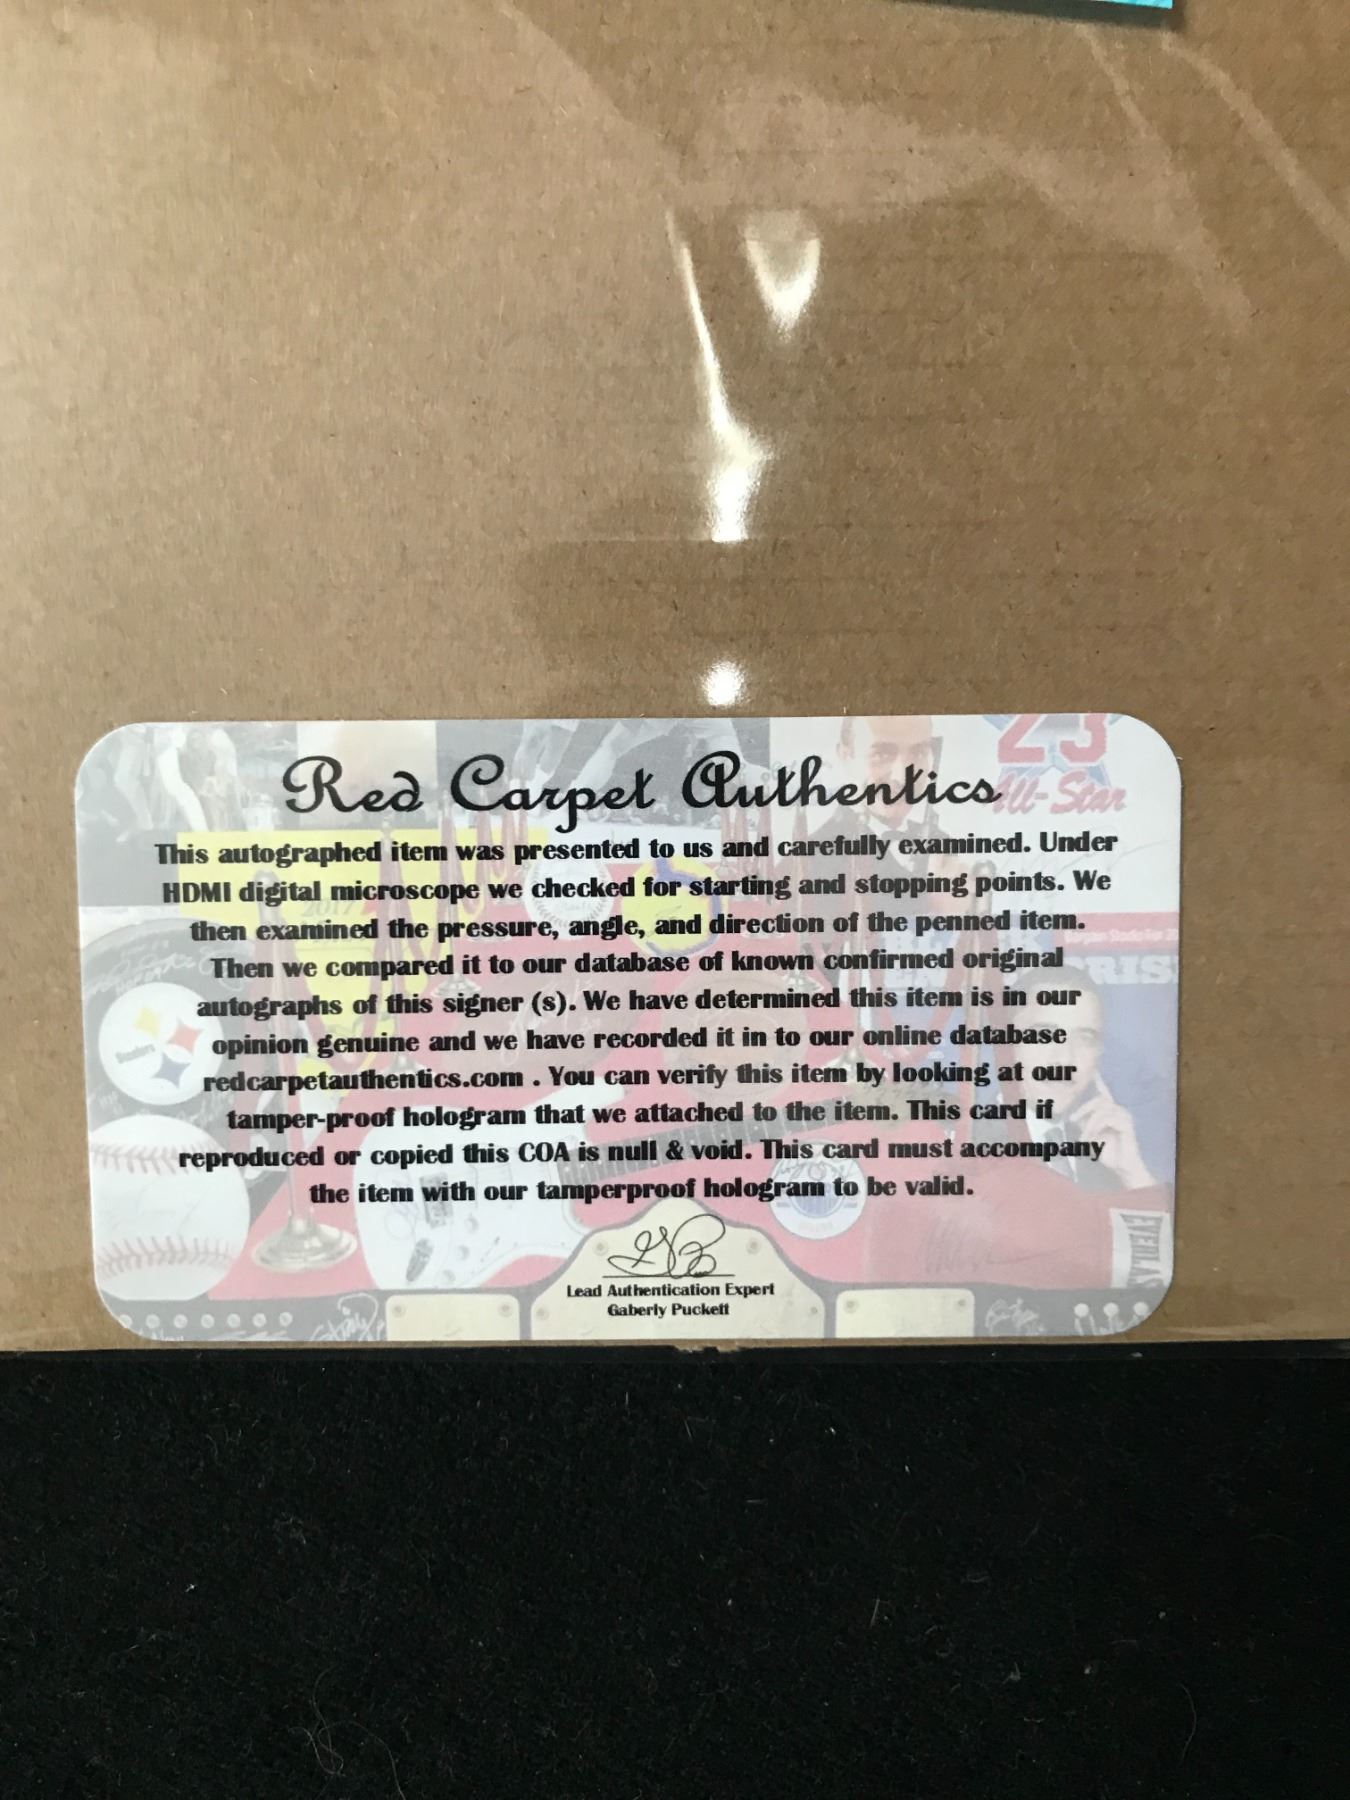 23
All-Star
Red Carpet Authentics
This autographed item was presented to us and carefully examined. Under
HDMI digital microscope we checked for starting and stopping points. We
then examined the pressure, angle, and direction of the penned item.
Then we compared it to our database of known confirmed original
autographs of this signer (s). We have determined this item is in our
opinion genuine and we have recorded it in to our online database
redcarpetauthentics.com . You can verify this item by looking at our
tamper-proof hologram that we attached to the item. This card if
reproduced or copied this COA is null & void. This card must accompany
the item with our tamperproof hologram to be valid.
Steelers
Lead Authentication Expert
Gaberly Puckett